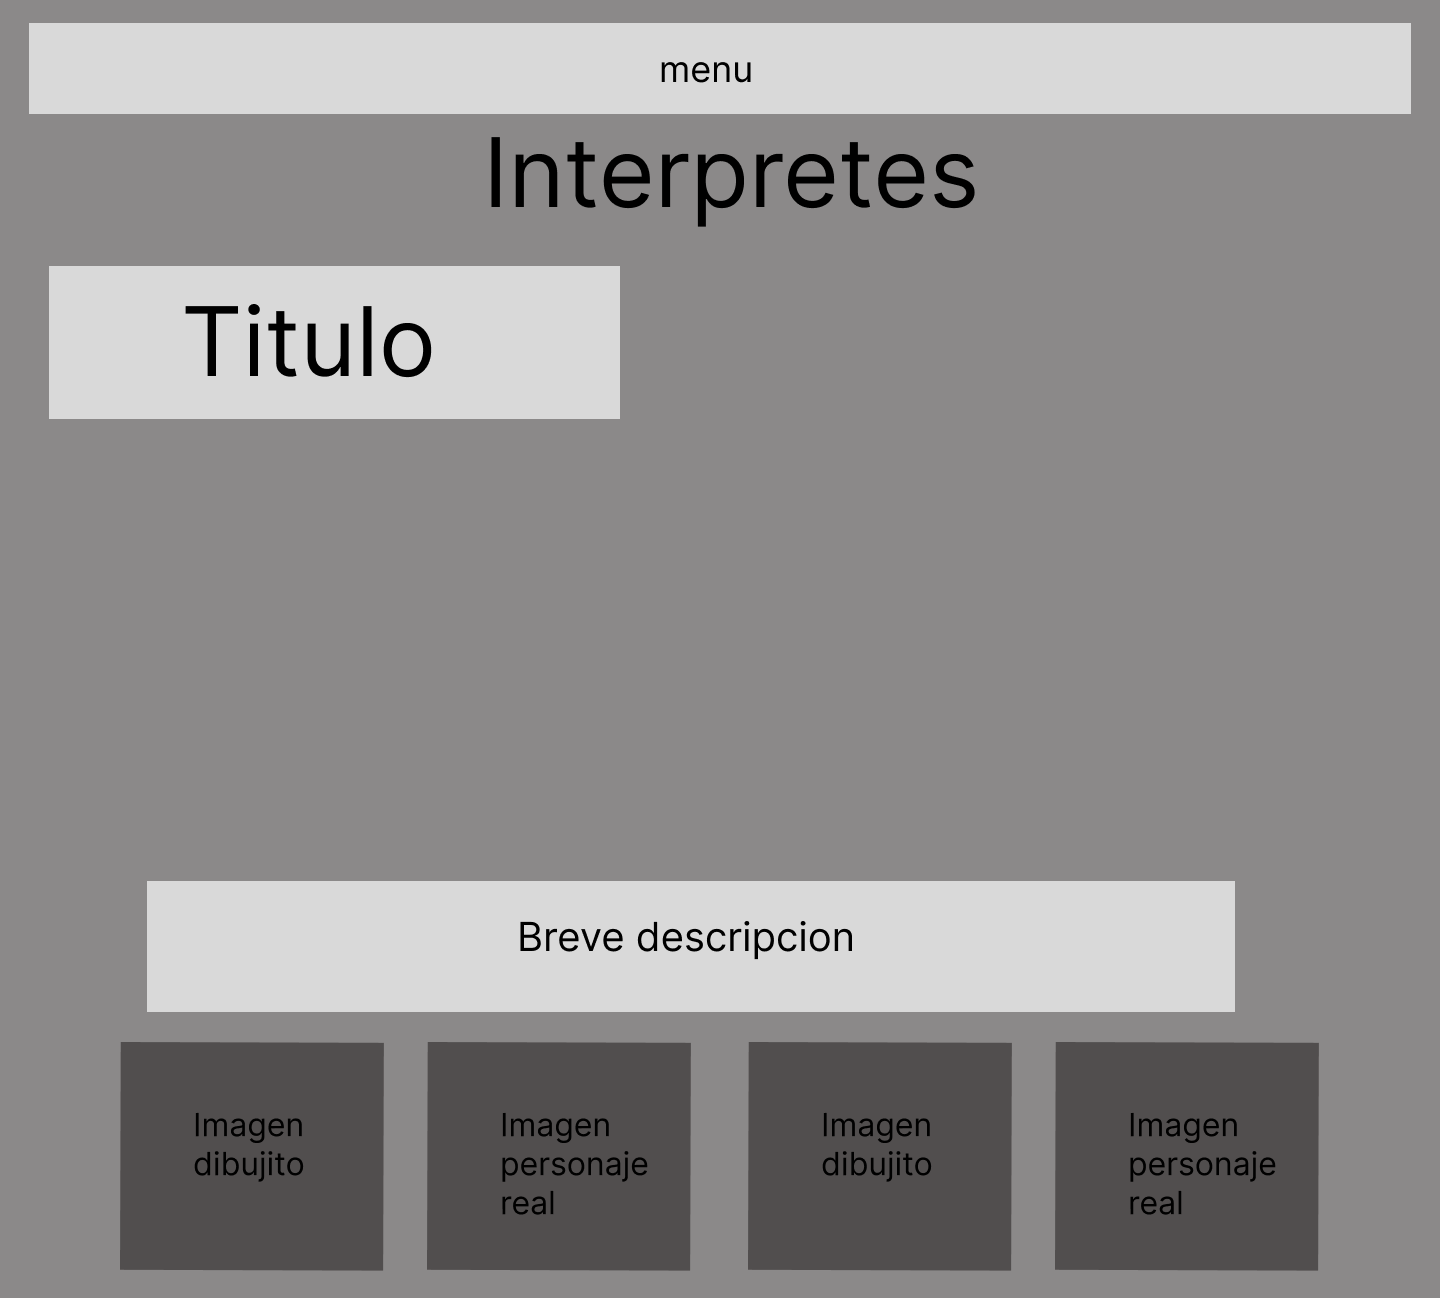 menu
Interpretes
Titulo
Breve descripcion
Imagen
dibujito
Imagen
personaje
real
Imagen
dibujito
Imagen
personaje
real